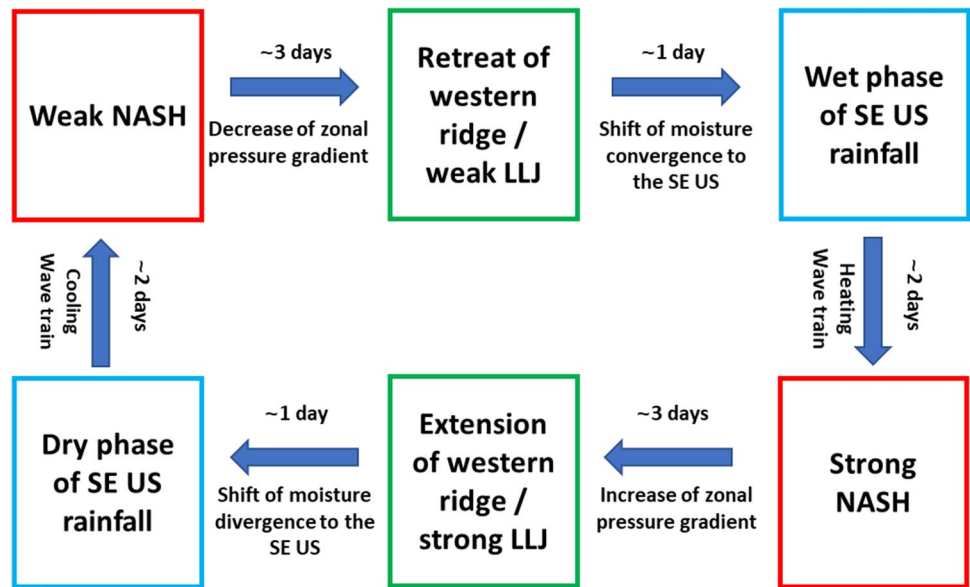 Weak NASH
~3 days
Decrease of zonal
pressure gradient
Retreat of
western
ridge /
weak LLJ
~1 day
Shift of moisture
convergence to
the SE US
Wet phase
of SE US
rainfall
~2 days
Heating
Wave train
Strong
NASH
~3 days
Increase of zonal
pressure gradient
Extension
of western
ridge /
strong LLJ
~1 day
Shift of moisture
divergence to the
SE US
Dry phase
of SE US
rainfall
~2 days
Cooling
Wave train